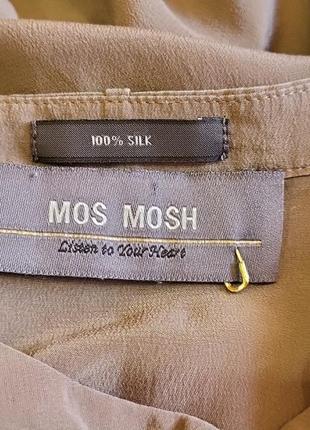 100% SILK
MOS MOSH
Listen to Your Heart